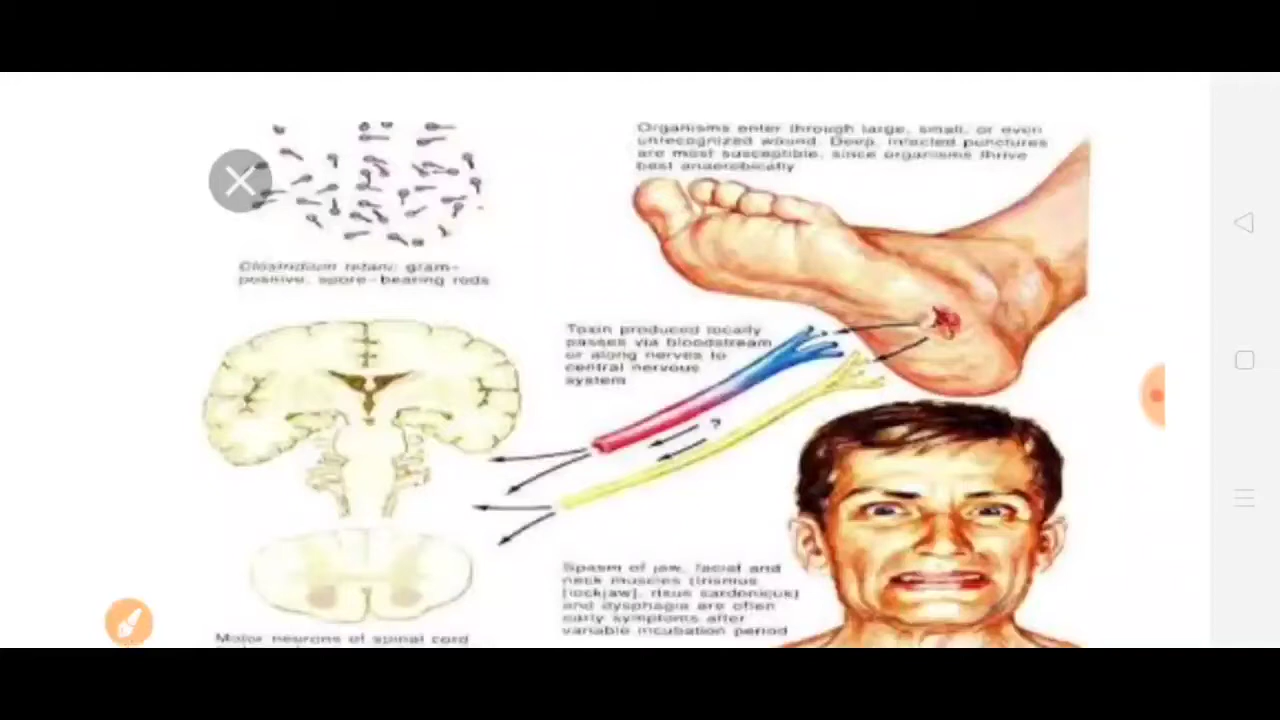 Organisms enter through large, small, or even
unrecognized wound. Deep, infected punctures
are most susceptible, since organisms thrive
best anaerobically
Clostridium tetani: gram-
positive, spore-bearing rods
Toxin produced locally
passes via bloodstream
or along nerves to
central nervous
system
?
Spasm of jaw, facial and
neck muscles (trismus
[lockjaw], risus sardonicus)
and dysphagia are often
early symptoms after
variable incubation period
Motor neurons of spinal cord